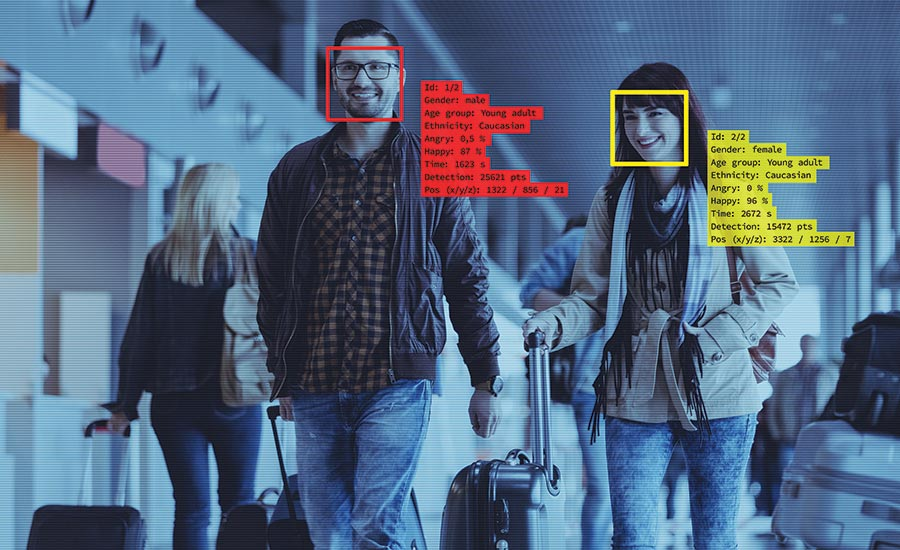 Id: 1/2
Gender: male
Age group: Young adult
Ethnicity: Caucasian
Angry: 0,5 %
Happy: 87 %
Time: 1623 s
Detection: 25621 pts
Pos (x/y/z): 1322 / 856 / 21
Id: 2/2
Gender: female
Age group: Young adult
Ethnicity: Caucasian
Angry: 0 %
Happy: 96 %
Time: 2672 s
Detection: 15472 pts
Pos (x/y/z): 3322 / 1256 / 7